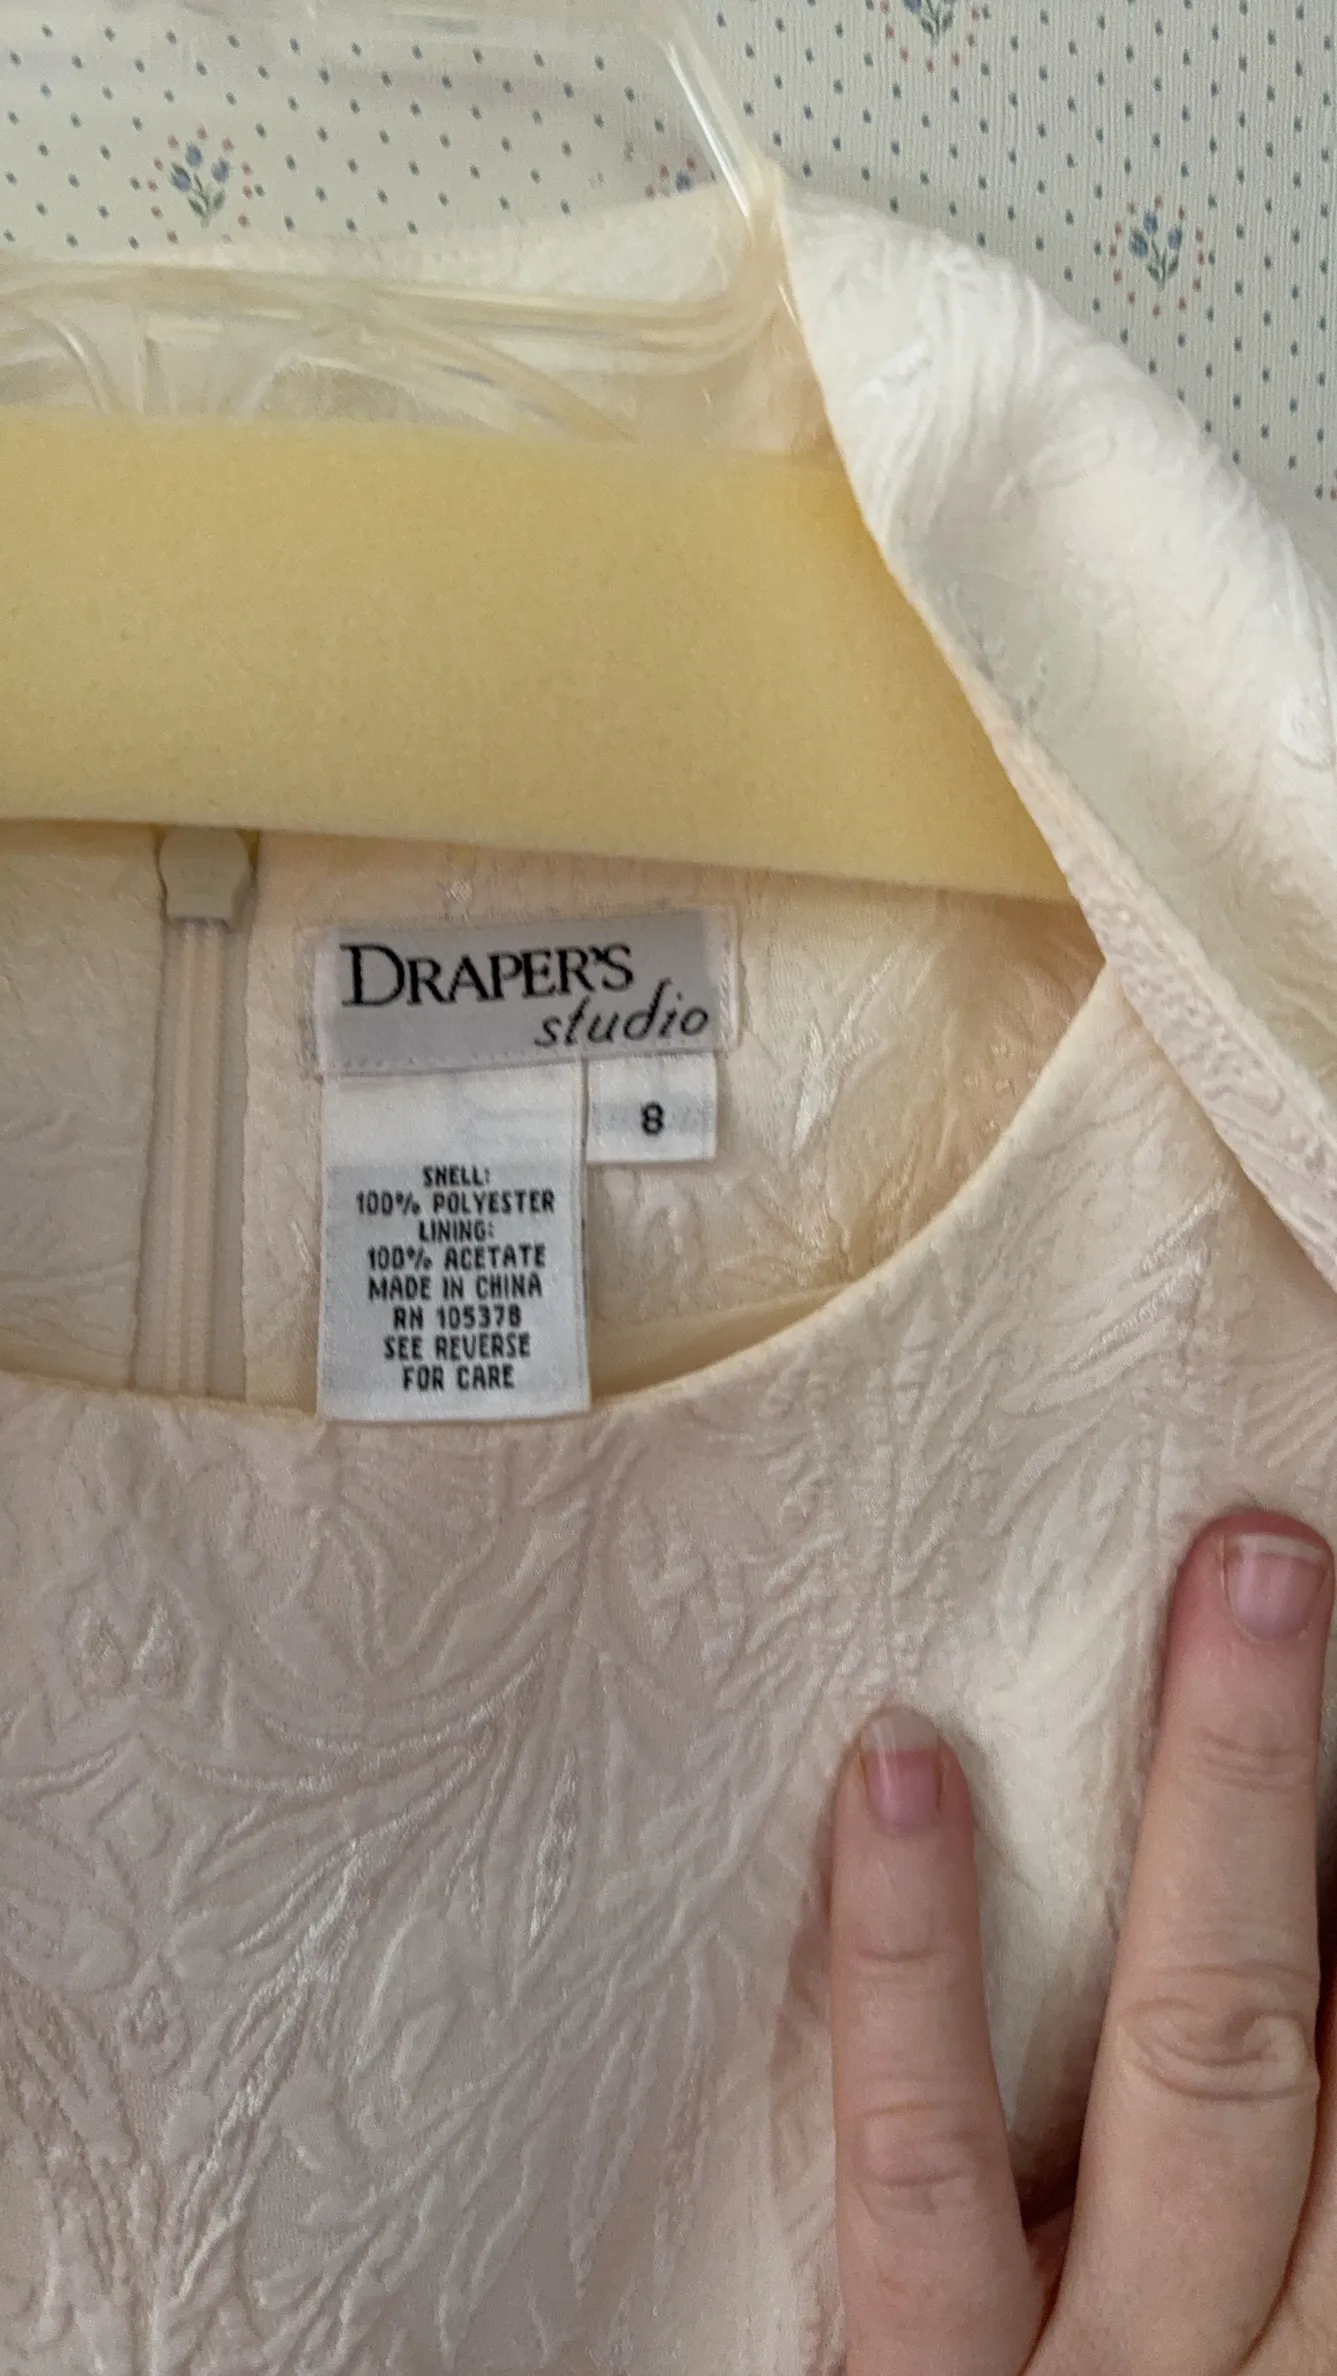 DRAPER'S
studio
8
SHELL:
100% POLYESTER
LINING:
100% ACETATE
MADE IN CHINA
RN 105378
SEE REVERSE
FOR CARE